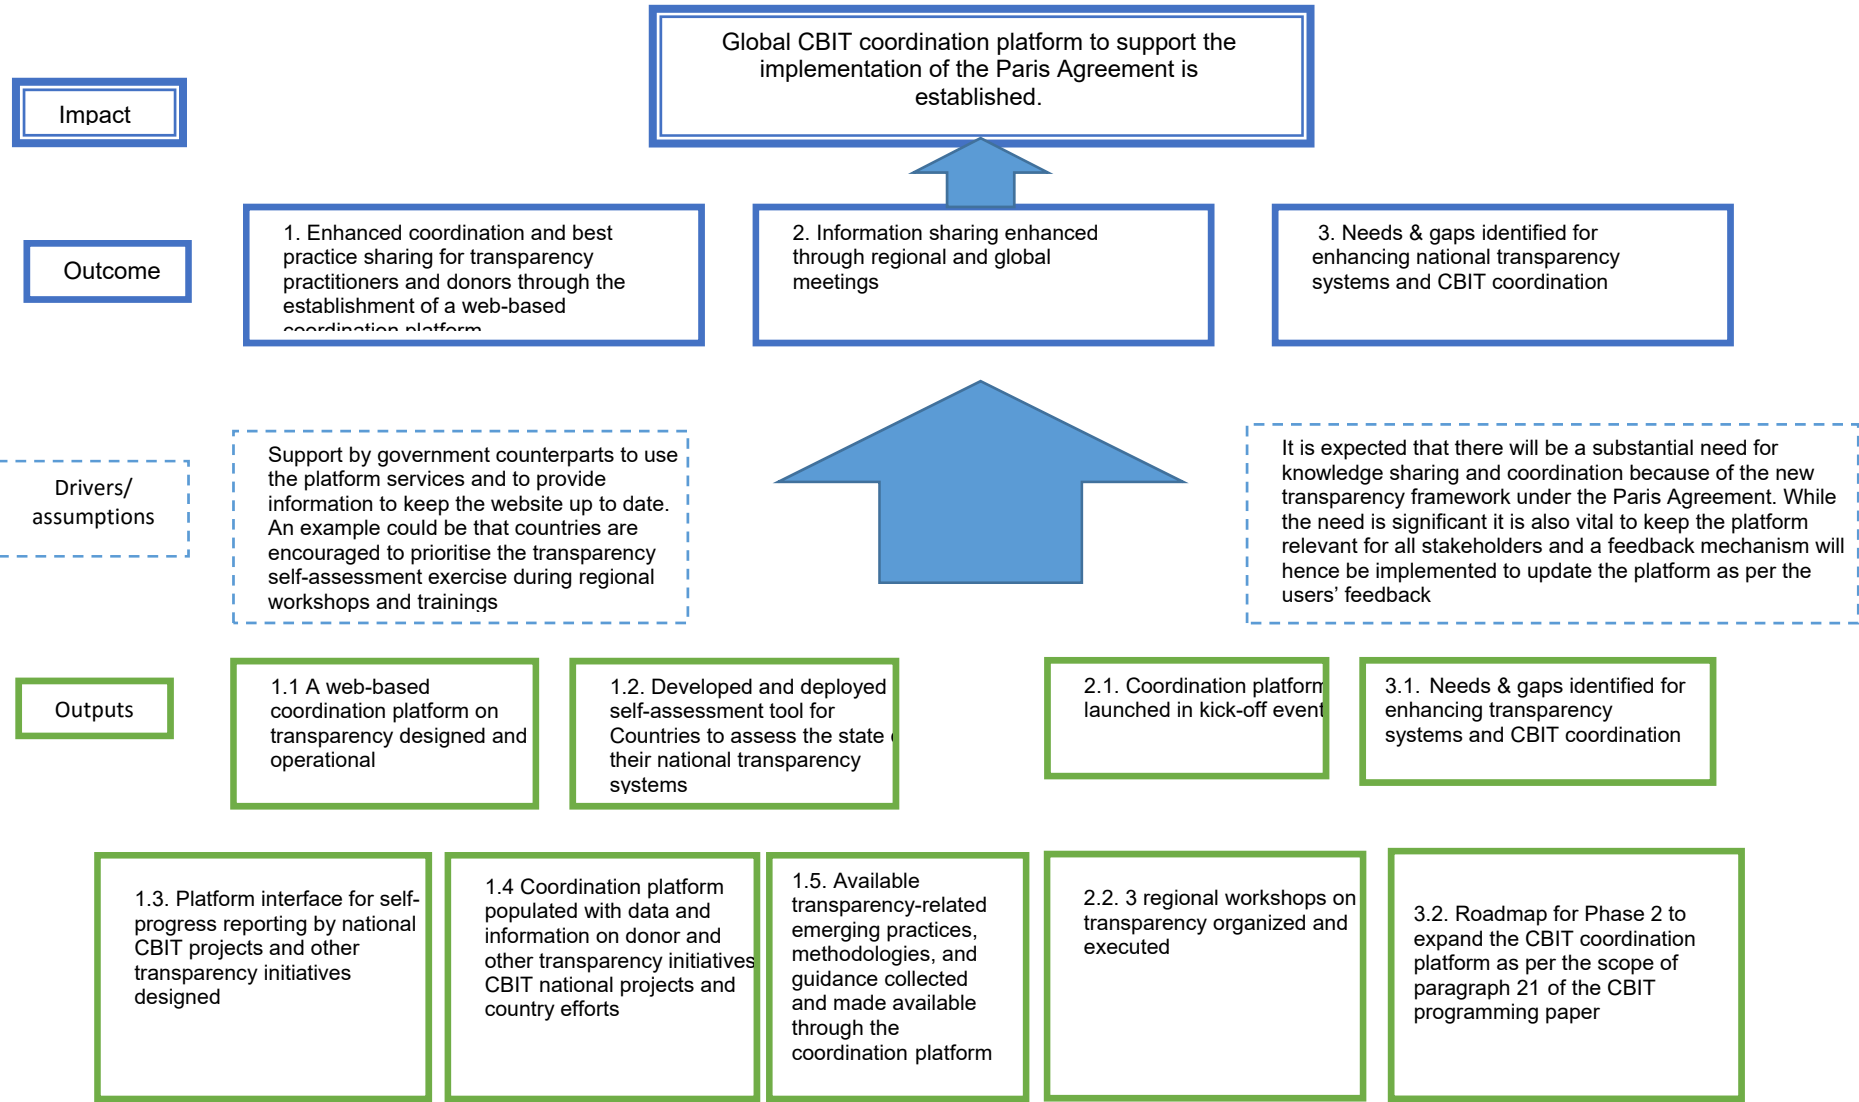 Global CBIT coordination platform to support the
implementation of the Paris Agreement is
established.
Impact
Outcome
1. Enhanced coordination and best
practice sharing for transparency
practitioners and donors through the
establishment of a web-based
coordination platform
2. Information sharing enhanced
through regional and global
meetings
3. Needs & gaps identified for
enhancing national transparency
systems and CBIT coordination
Drivers/
assumptions
Support by government counterparts to use
the platform services and to provide
information to keep the website up to date.
An example could be that countries are
encouraged to prioritise the transparency
self-assessment exercise during regional
workshops and trainings
It is expected that there will be a substantial need for
knowledge sharing and coordination because of the new
transparency framework under the Paris Agreement. While
the need is significant it is also vital to keep the platform
relevant for all stakeholders and a feedback mechanism will
hence be implemented to update the platform as per the
users’ feedback
Outputs
1.1 A web-based
coordination platform on
transparency designed and
operational
1.2. Developed and deployed
self-assessment tool for
Countries to assess the state
their national transparency
systems
2.1. Coordination platform
launched in kick-off event
3.1. Needs & gaps identified for
enhancing transparency
systems and CBIT coordination
1.3. Platform interface for self-
progress reporting by national
CBIT projects and other
transparency initiatives
designed
1.4 Coordination platform
populated with data and
information on donor and
other transparency initiatives
CBIT national projects and
country efforts
1.5. Available
transparency-related
emerging practices,
methodologies, and
guidance collected
and made available
through the
coordination platform
2.2. 3 regional workshops on
transparency organized and
executed
3.2. Roadmap for Phase 2 to
expand the CBIT coordination
platform as per the scope of
paragraph 21 of the CBIT
programming paper